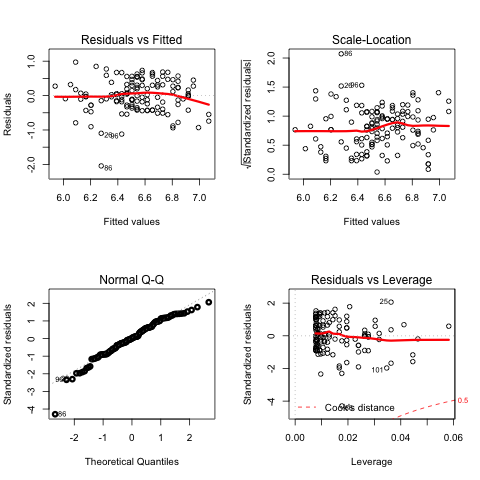 Residuals vs Fitted
Residuals
1.0
0.0
-1.0
-2.0
86
6.0 6.2 6.4 6.6 6.8 7.0
Fitted values
Scale-Location
√|Standardized residuals|
2.0
1.5
1.0
0.5
0.0
86
26 96
6.0 6.2 6.4 6.6 6.8 7.0
Fitted values
Normal Q-Q
Standardized residuals
2
1
0
-1
-2
-3
-4
86
-2 -1 0 1 2
Theoretical Quantiles
Residuals vs Leverage
Standardized residuals
2
0
-2
-4
25
101
0.5
Cook's distance
0.00 0.02 0.04 0.06
Leverage